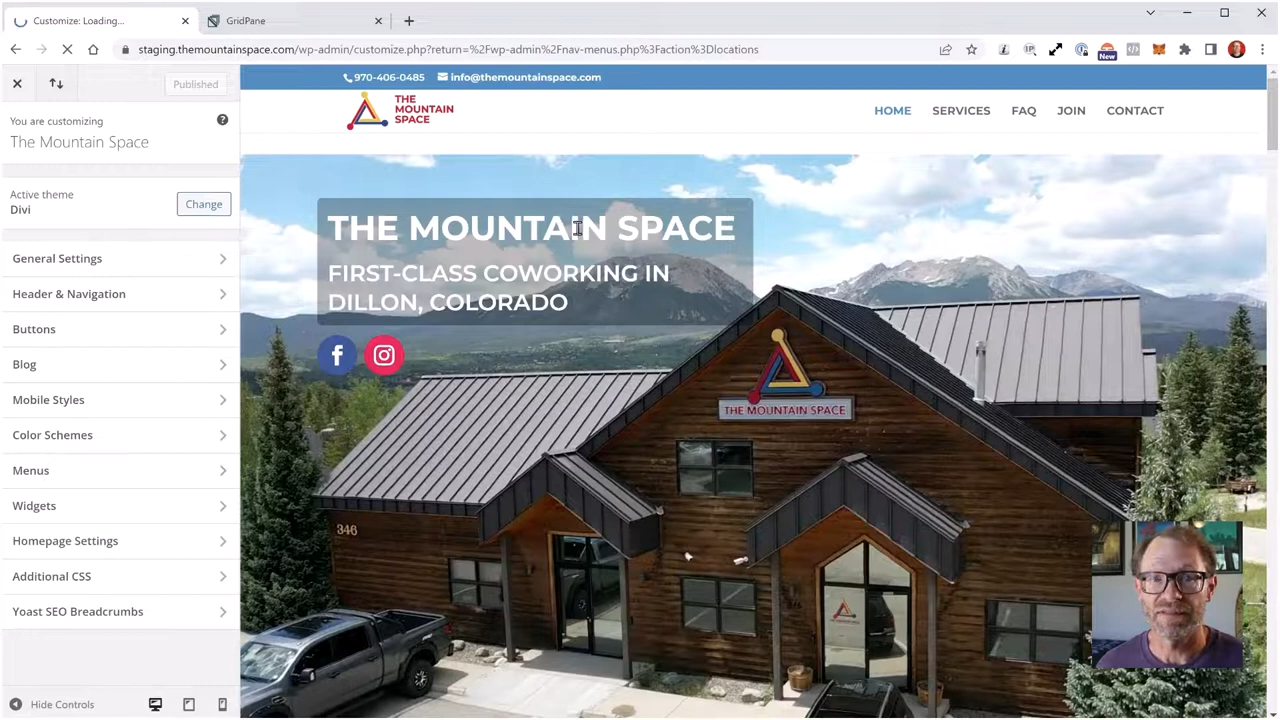 Customize: Loading...
GridPane
staging.themountainspace.com/wp-admin/customize.php?return=%2Fwp-admin%2Fnav-menus.php%3Faction%3Dlocations
New
Published
You are customizing
The Mountain Space
Active theme
Divi
Change
General Settings
Header & Navigation
Buttons
Blog
Mobile Styles
Color Schemes
Menus
Widgets
Homepage Settings
Additional CSS
Yoast SEO Breadcrumbs
Hide Controls
970-406-0485
info@themountainspace.com
THE
MOUNTAIN
SPACE
HOME
SERVICES
FAQ
JOIN
CONTACT
THE MOUNTAIN SPACE
FIRST-CLASS COWORKING IN
DILLON, COLORADO
THE MOUNTAIN SPACE
346